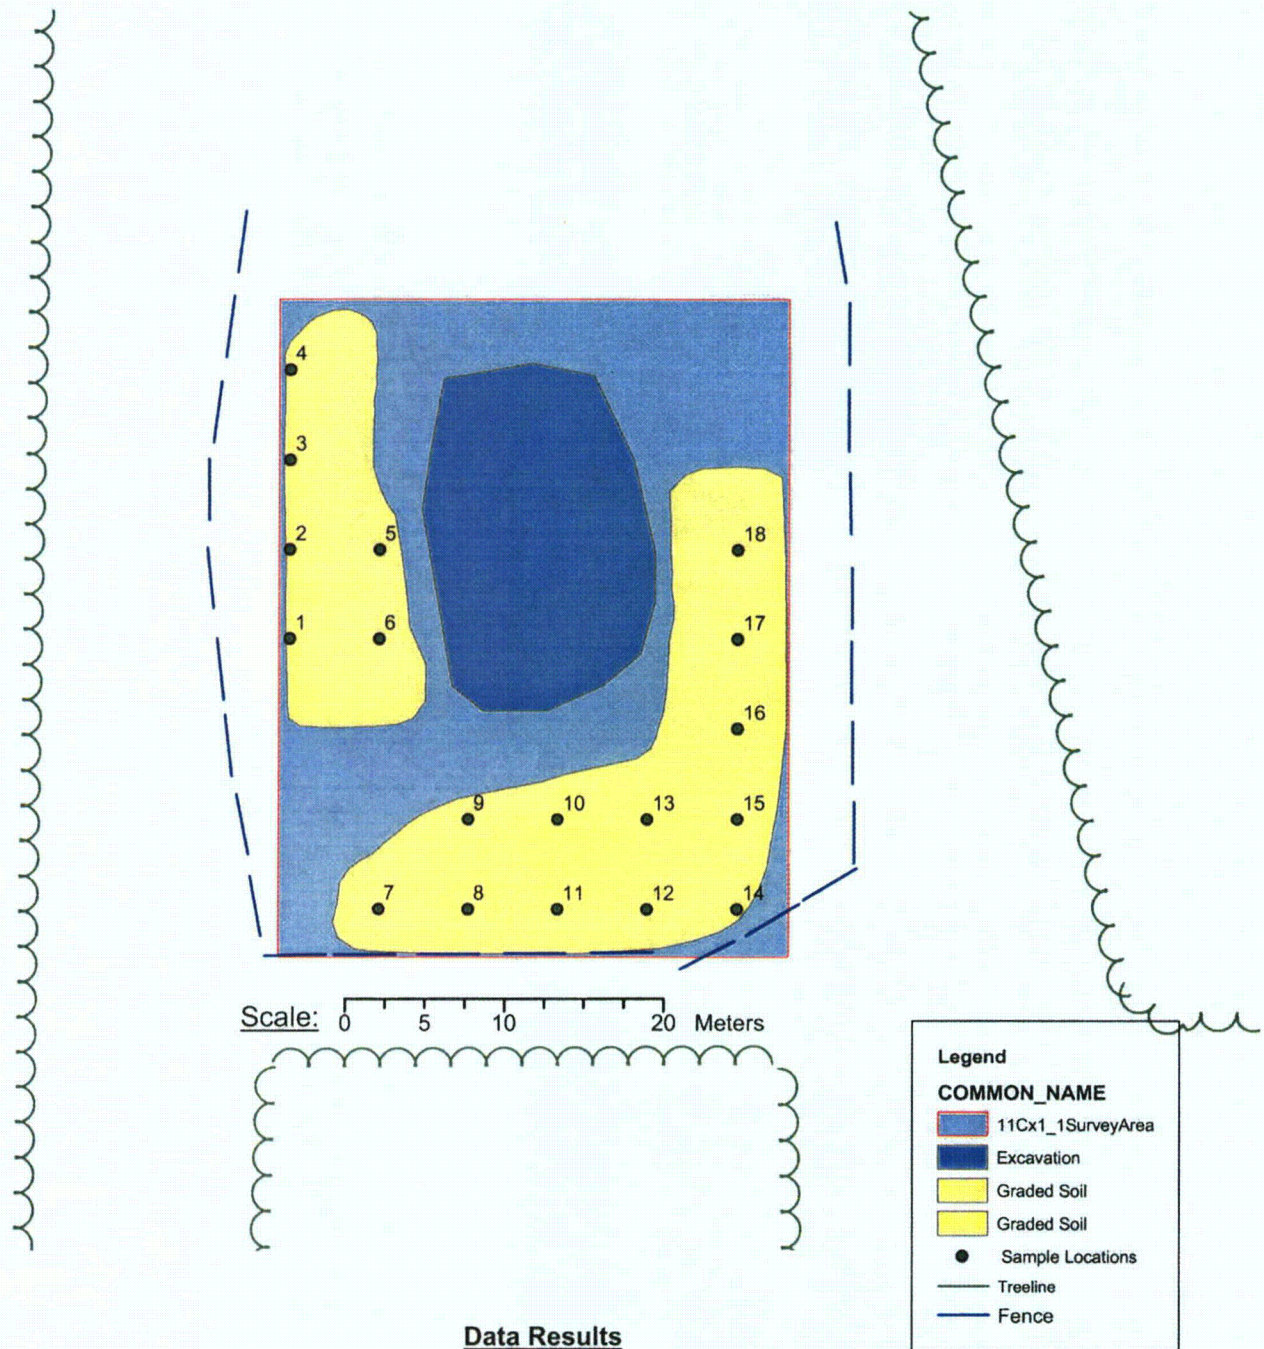 4
3
2 5 18
1 6 17
16
9 10 13 15
7 8 11 12 14
Scale: 0 5 10 20 Meters
Legend
COMMON_NAME
11Cx1_1SurveyArea
Excavation
Graded Soil
Graded Soil
Sample Locations
Treeline
Fence
Data Results